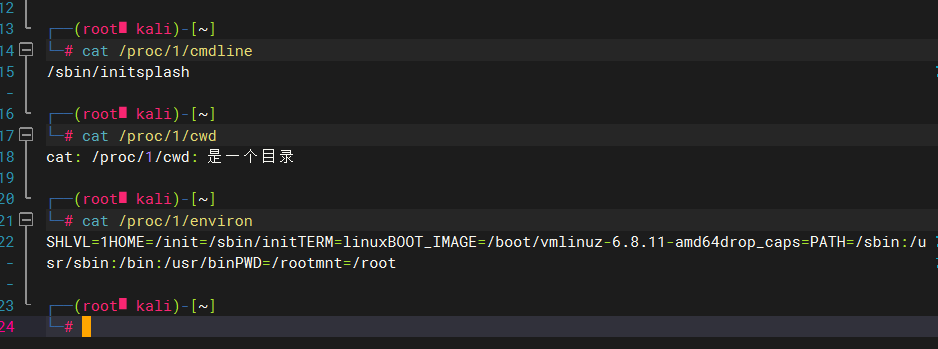 12
13 ┌──(root㉿kali)-[~]
14 └─# cat /proc/1/cmdline
15 /sbin/initsplash
-
16 ┌──(root㉿kali)-[~]
17 └─# cat /proc/1/cwd
18 cat: /proc/1/cwd: 是一个目录
19
20 ┌──(root㉿kali)-[~]
21 └─# cat /proc/1/environ
22 SHLVL=1HOME=/init=/sbin/initTERM=linuxBOOT_IMAGE=/boot/vmlinuz-6.8.11-amd64drop_caps=PATH=/sbin:/u
- sr/sbin:/bin:/usr/binPWD=/rootmnt=/root
-
23 ┌──(root㉿kali)-[~]
24 └─#